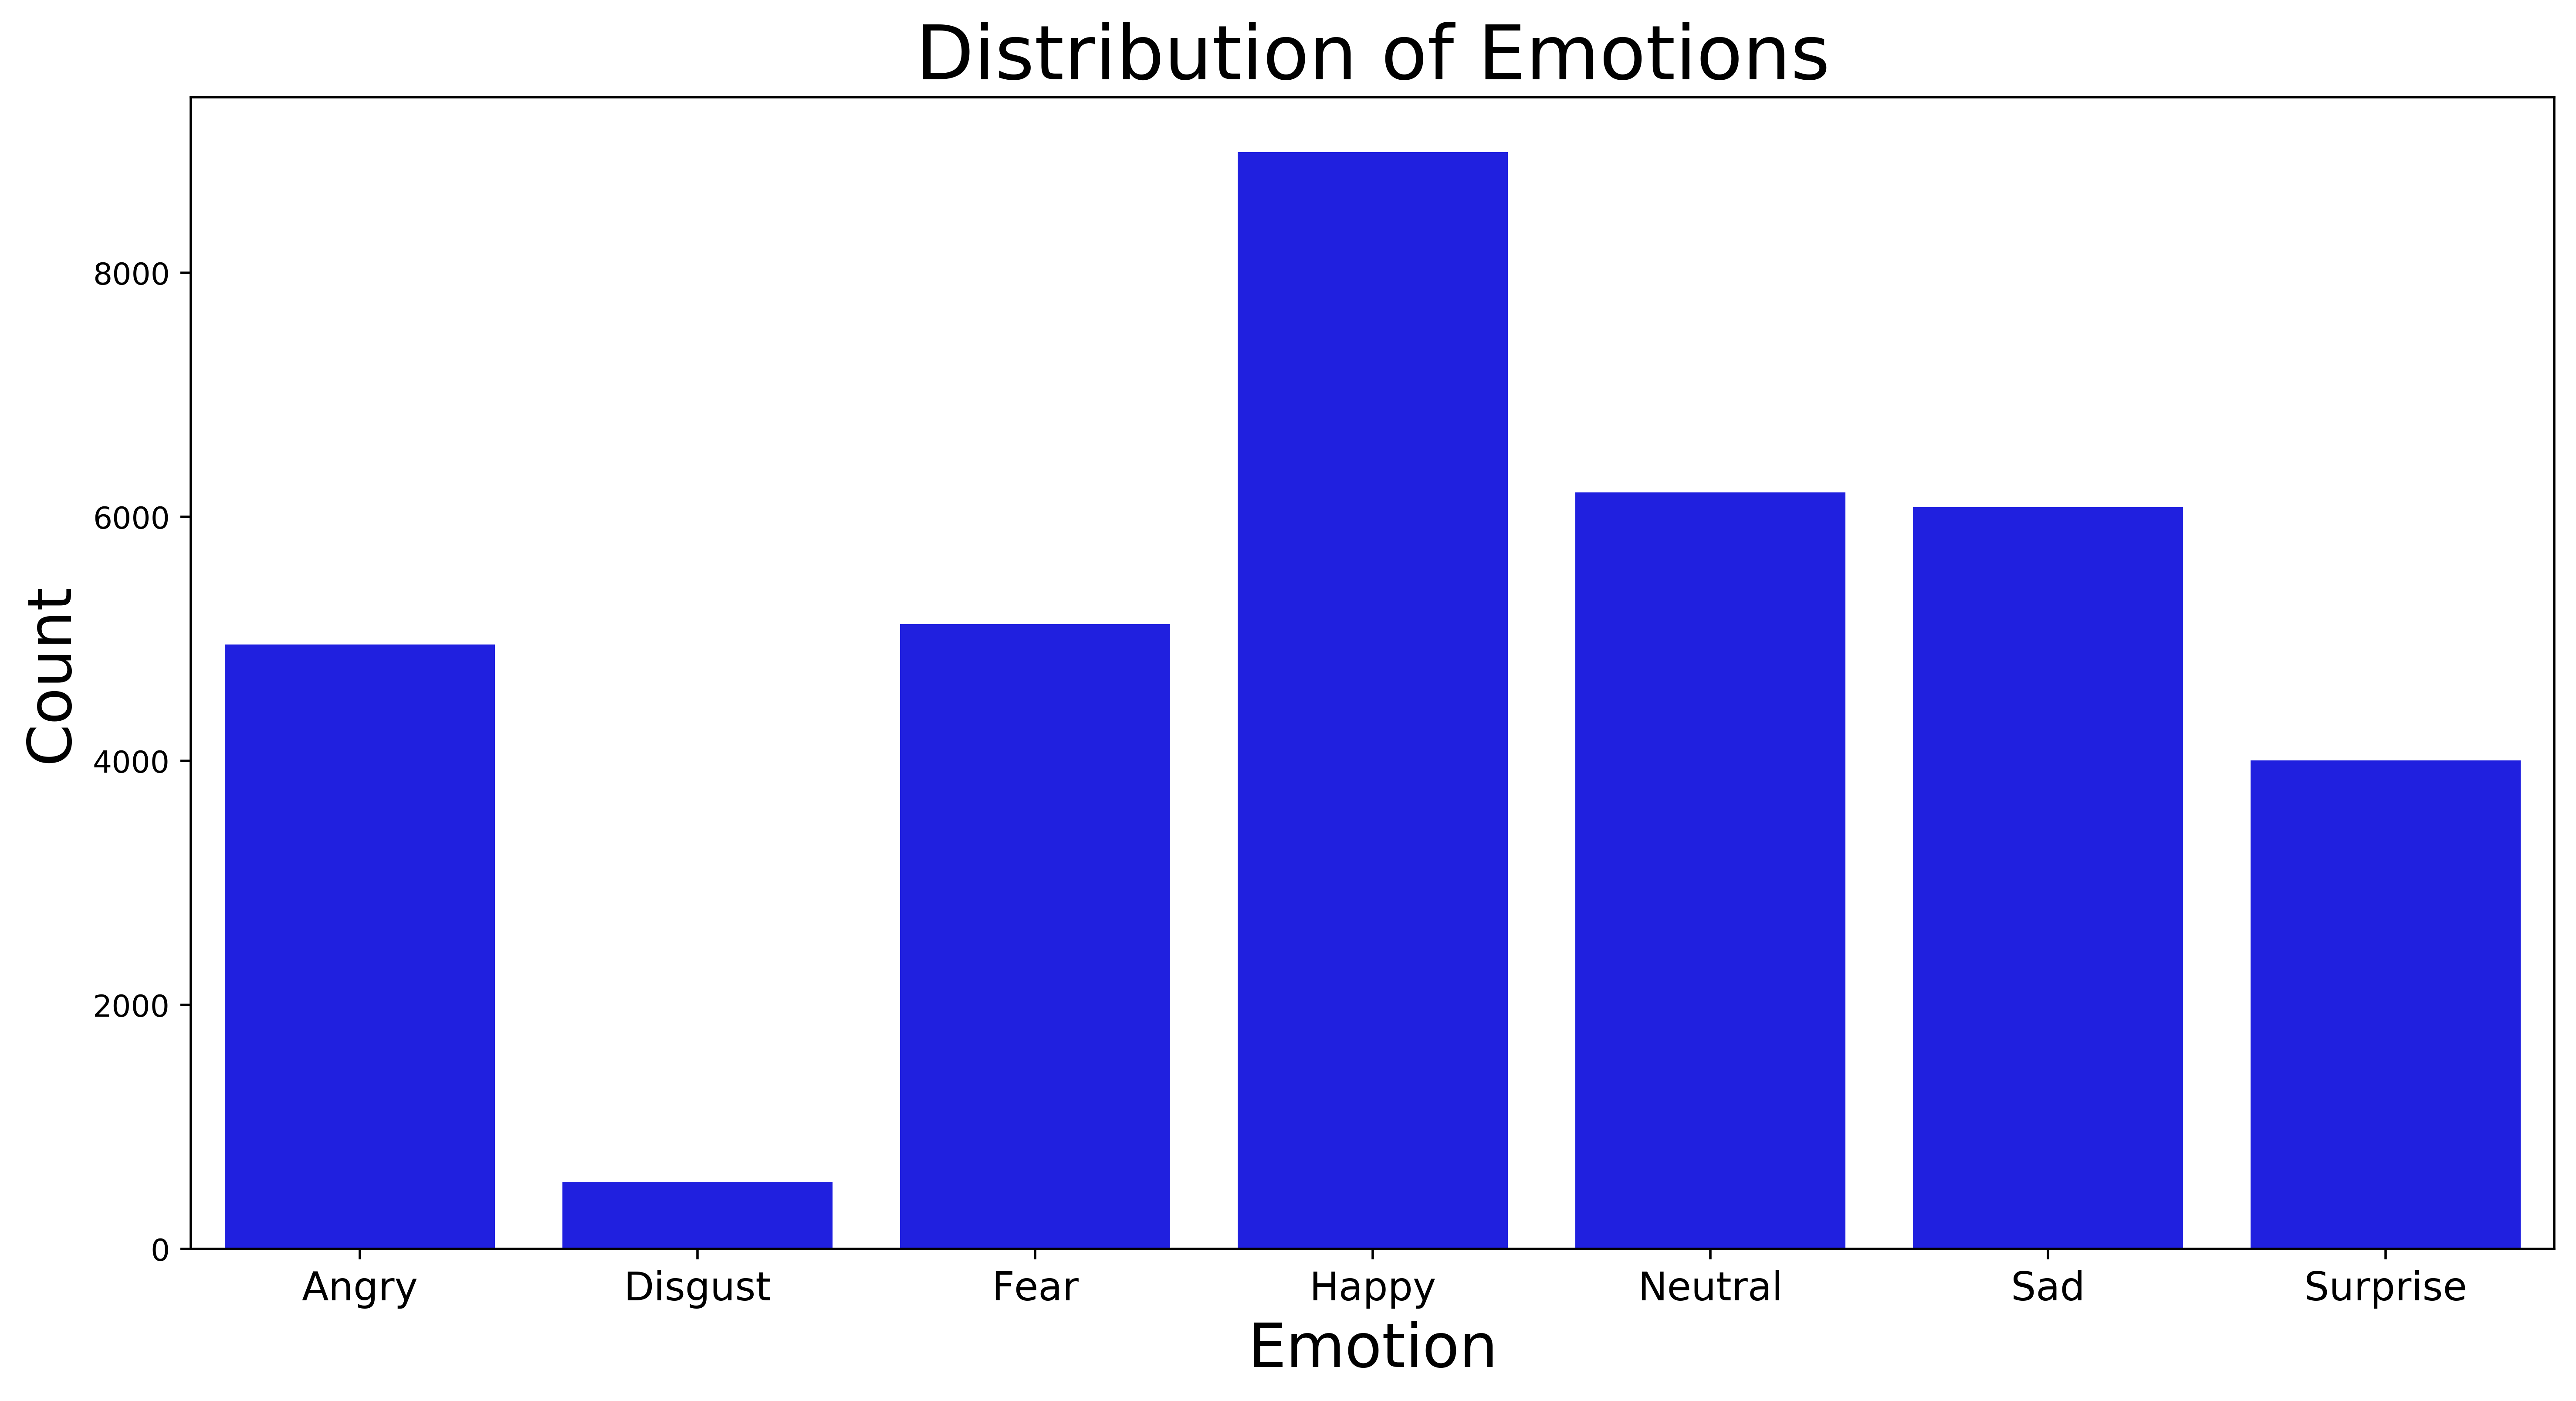 Distribution of Emotions
8000
6000
4000
2000
0
Count
Angry Disgust Fear Happy Neutral Sad Surprise
Emotion